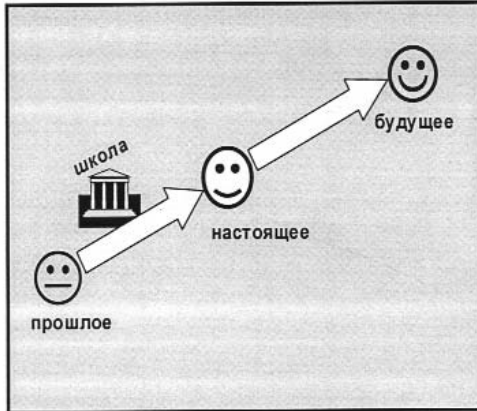 будущее
школа
настоящее
прошлое